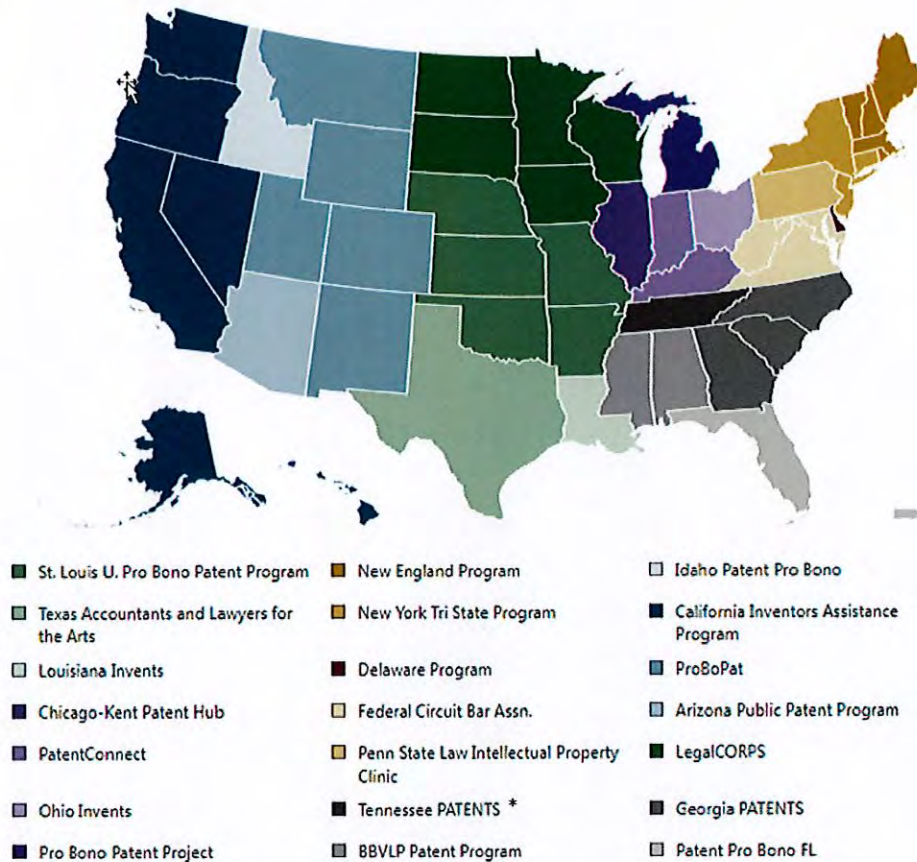 St. Louis U. Pro Bono Patent Program
New England Program
Idaho Patent Pro Bono
Texas Accountants and Lawyers for
the Arts
New York Tri State Program
California Inventors Assistance
Program
Louisiana Invents
Delaware Program
ProBoPat
Chicago-Kent Patent Hub
Federal Circuit Bar Assn.
Arizona Public Patent Program
PatentConnect
Penn State Law Intellectual Property
Clinic
LegalCORPS
Ohio Invents
Tennessee PATENTS *
Georgia PATENTS
Pro Bono Patent Project
BBVLP Patent Program
Patent Pro Bono FL